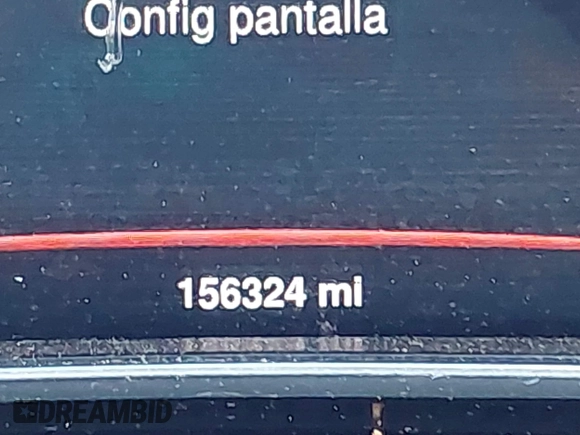 Config pantalla
156324 mi
DREAMBID